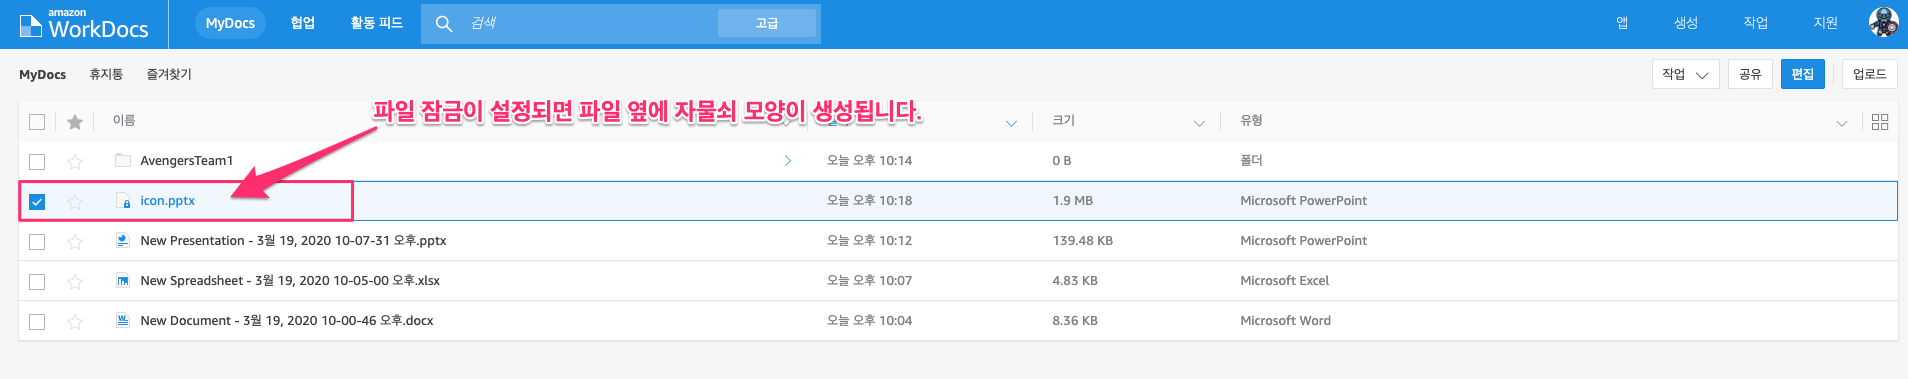 amazon
WorkDocs
MyDocs 협업 활동 피드 검색 고급 앱 생성 작업 지원
MyDocs 휴지통 즐겨찾기 작업 공유 편집 업로드
파일 잠금이 설정되면 파일 옆에 자물쇠 모양이 생성됩니다.
이름 크기 유형
AvengersTeam1 오늘 오후 10:14 0 B 폴더
icon.pptx 오늘 오후 10:18 1.9 MB Microsoft PowerPoint
New Presentation - 3월 19, 2020 10-07-31 오후.pptx 오늘 오후 10:12 139.48 KB Microsoft PowerPoint
New Spreadsheet - 3월 19, 2020 10-05-00 오후.xlsx 오늘 오후 10:07 4.83 KB Microsoft Excel
New Document - 3월 19, 2020 10-00-46 오후.docx 오늘 오후 10:04 8.36 KB Microsoft Word